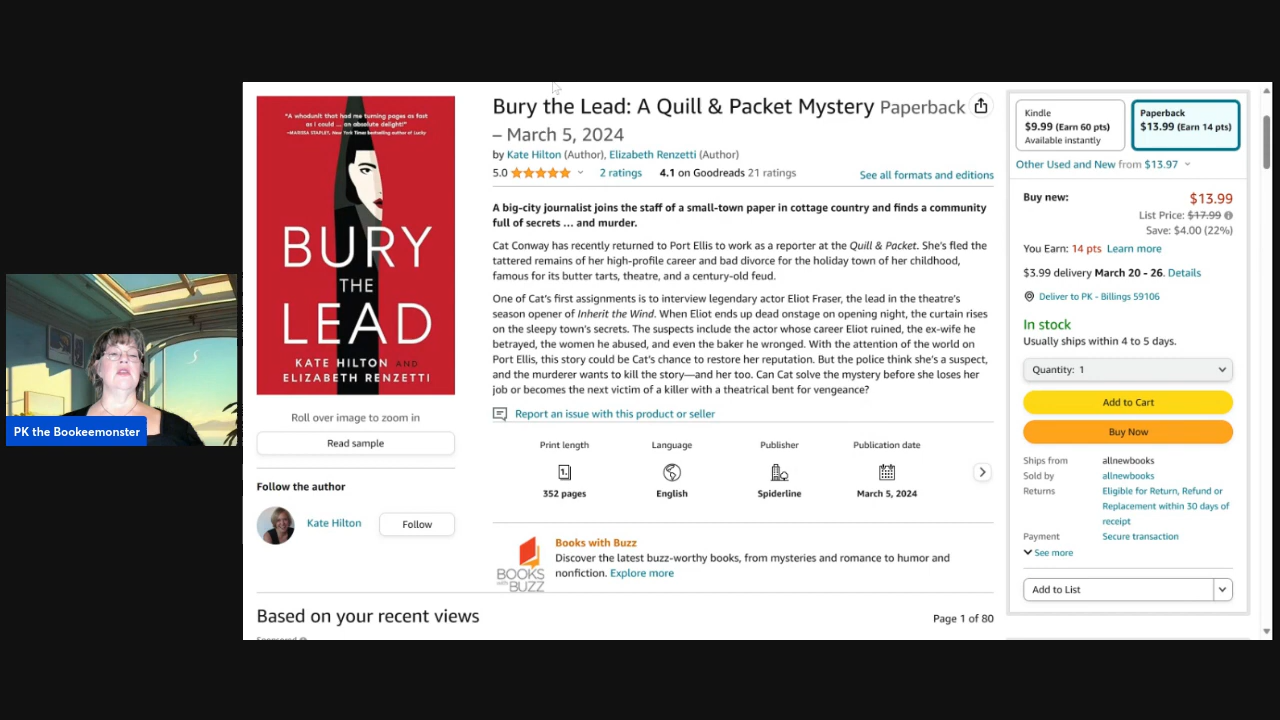 PK the Bookeemonster
"A whodunit that had me turning pages as fast
as I could ... an absolute delight!"
—MARISSA STAPLEY, New York Times bestselling author of Lucky
BURY
THE
LEAD
KATE HILTON AND
ELIZABETH RENZETTI
Roll over image to zoom in
Read sample
Follow the author
Kate Hilton
Follow
Bury the Lead: A Quill & Packet Mystery Paperback
– March 5, 2024
by Kate Hilton (Author), Elizabeth Renzetti (Author)
5.0 2 ratings 4.1 on Goodreads 21 ratings
See all formats and editions
A big-city journalist joins the staff of a small-town paper in cottage country and finds a community
full of secrets … and murder.
Cat Conway has recently returned to Port Ellis to work as a reporter at the Quill & Packet. She's fled the
tattered remains of her high-profile career and bad divorce for the holiday town of her childhood,
famous for its butter tarts, theatre, and a century-old feud.
One of Cat's first assignments is to interview legendary actor Eliot Fraser, the lead in the theatre's
season opener of Inherit the Wind. When Eliot ends up dead onstage on opening night, the curtain rises
on the sleepy town's secrets. The suspects include the actor whose career Eliot ruined, the ex-wife he
betrayed, the women he abused, and even the baker he wronged. With the attention of the world on
Port Ellis, this story could be Cat's chance to restore her reputation. But the police think she's a suspect,
and the murderer wants to kill the story—and her too. Can Cat solve the mystery before she loses her
job or becomes the next victim of a killer with a theatrical bent for vengeance?
Report an issue with this product or seller
Print length
352 pages
Language
English
Publisher
Spiderline
Publication date
March 5, 2024
BOOKS
with
BUZZ
Books with Buzz
Discover the latest buzz-worthy books, from mysteries and romance to humor and
nonfiction. Explore more
Based on your recent views
Page 1 of 80
Kindle
$9.99 (Earn 60 pts)
Available instantly
Paperback
$13.99 (Earn 14 pts)
Other Used and New from $13.97
Buy new:
$13.99
List Price: $17.99
Save: $4.00 (22%)
You Earn: 14 pts Learn more
$3.99 delivery March 20 - 26. Details
Deliver to PK - Billings 59106
In stock
Usually ships within 4 to 5 days.
Quantity: 1
Add to Cart
Buy Now
Ships from allnewbooks
Sold by allnewbooks
Returns Eligible for Return, Refund or
Replacement within 30 days of
receipt
Payment Secure transaction
See more
Add to List